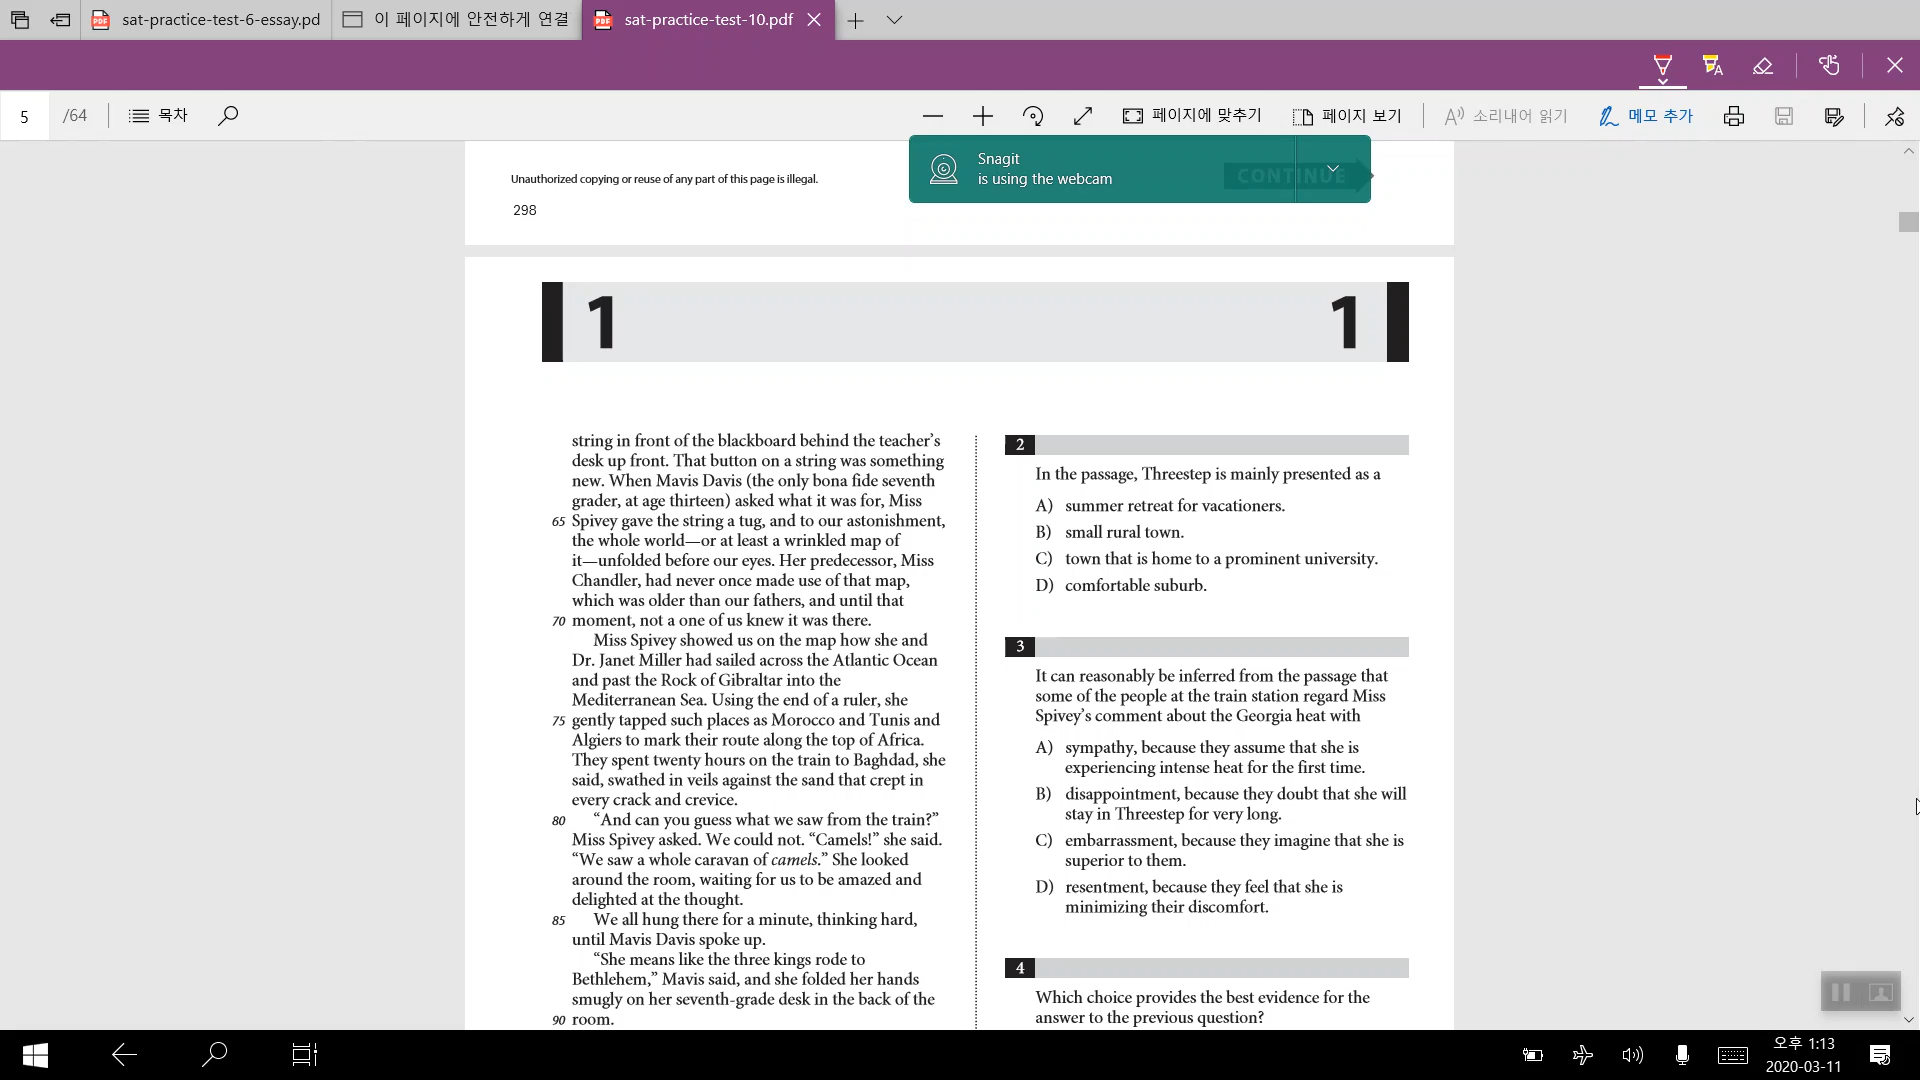 sat-practice-test-6-essay.pd
이 페이지에 안전하게 연결
sat-practice-test-10.pdf
5 /64
목차
페이지에 맞추기
페이지 보기
소리내어 읽기
메모 추가
Snagit
is using the webcam
CONTINUE
Unauthorized copying or reuse of any part of this page is illegal.
298
1
1
string in front of the blackboard behind the teacher’s
desk up front. That button on a string was something
new. When Mavis Davis (the only bona fide seventh
grader, at age thirteen) asked what it was for, Miss
65 Spivey gave the string a tug, and to our astonishment,
the whole world—or at least a wrinkled map of
it—unfolded before our eyes. Her predecessor, Miss
Chandler, had never once made use of that map,
which was older than our fathers, and until that
70 moment, not a one of us knew it was there.
Miss Spivey showed us on the map how she and
Dr. Janet Miller had sailed across the Atlantic Ocean
and past the Rock of Gibraltar into the
Mediterranean Sea. Using the end of a ruler, she
75 gently tapped such places as Morocco and Tunis and
Algiers to mark their route along the top of Africa.
They spent twenty hours on the train to Baghdad, she
said, swathed in veils against the sand that crept in
every crack and crevice.
80 “And can you guess what we saw from the train?”
Miss Spivey asked. We could not. “Camels!” she said.
“We saw a whole caravan of camels.” She looked
around the room, waiting for us to be amazed and
delighted at the thought.
85 We all hung there for a minute, thinking hard,
until Mavis Davis spoke up.
“She means like the three kings rode to
Bethlehem,” Mavis said, and she folded her hands
smugly on her seventh-grade desk in the back of the
90 room.
2
In the passage, Threestep is mainly presented as a
A) summer retreat for vacationers.
B) small rural town.
C) town that is home to a prominent university.
D) comfortable suburb.
3
It can reasonably be inferred from the passage that
some of the people at the train station regard Miss
Spivey’s comment about the Georgia heat with
A) sympathy, because they assume that she is
experiencing intense heat for the first time.
B) disappointment, because they doubt that she will
stay in Threestep for very long.
C) embarrassment, because they imagine that she is
superior to them.
D) resentment, because they feel that she is
minimizing their discomfort.
4
Which choice provides the best evidence for the
answer to the previous question?
오후 1:13
2020-03-11